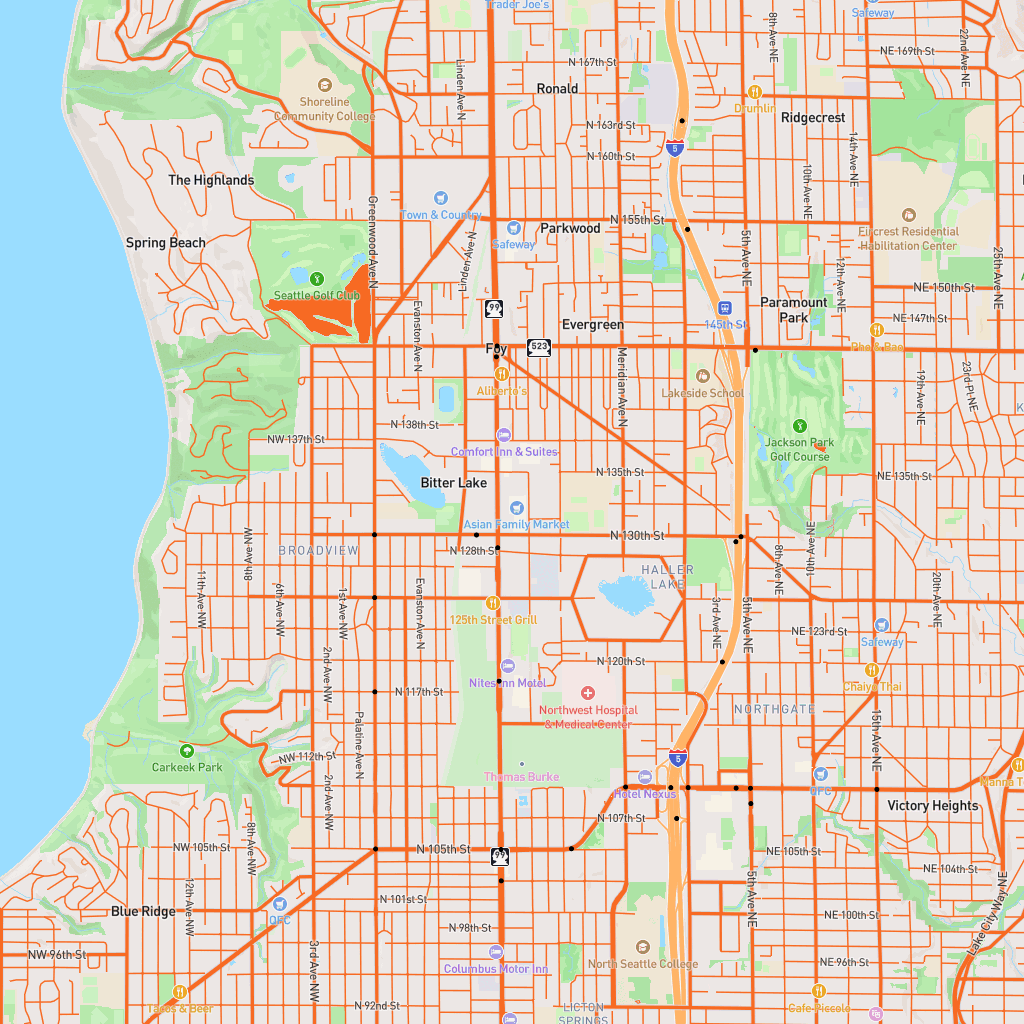 Trader Joe's
Safeway
8th Ave NE
22nd Ave NE
NE 169th St
N 167th St
Linden Ave N
Ronald
Shoreline
Community College
Drumlin
Ridgecrest
N 163rd St
14th Ave NE
5
N 160th St
10th Ave NE
The Highlands
Greenwood Ave N
Town & Country
N 155th St
Parkwood
Safeway
5th Ave NE
Fircrest Residential
Habilitation Center
Spring Beach
Linden Ave N
12th Ave NE
25th Ave NE
Seattle Golf Club
NE 150th St
99
Paramount
Park
145th St
NE 147th St
Evergreen
Evanston Ave N
Foy
523
Pho & Bae
Meridian Ave N
Aliberto's
Lakeside School
19th Ave NE
23rd Pl NE
N 138th St
NW 137th St
Comfort Inn & Suites
Jackson Park
Golf Course
N 135th St
NE 135th St
Bitter Lake
Asian Family Market
N 130th St
BROADVIEW
N 128th St
8th Ave NW
10th Ave NE
8th Ave NE
HALLER
LAKE
11th Ave NW
6th Ave NW
1st Ave NW
Evanston Ave N
20th Ave NE
125th Street Grill
3rd Ave NE
5th Ave NE
NE 123rd St
Safeway
2nd Ave NW
N 120th St
Nites Inn Motel
Chaiyo Thai
N 117th St
Northwest Hospital
& Medical Center
NORTHGATE
Palatine Ave N
15th Ave NE
Carkeek Park
NW 112th St
5
Thomas Burke
Hotel Nexus
QFC
Manna T
2nd Ave NW
Victory Heights
N 107th St
8th Ave NW
NW 105th St
N 105th St
99
NE 105th St
NE 104th St
12th Ave NW
5th Ave NE
Lake City Way NE
N 101st St
Blue Ridge
QFC
NE 100th St
N 98th St
3rd Ave NW
NW 96th St
Columbus Motor Inn
North Seattle College
NE 96th St
Tacos & Beer
N 92nd St
LICTON
SPRINGS
Cafe Piccolo